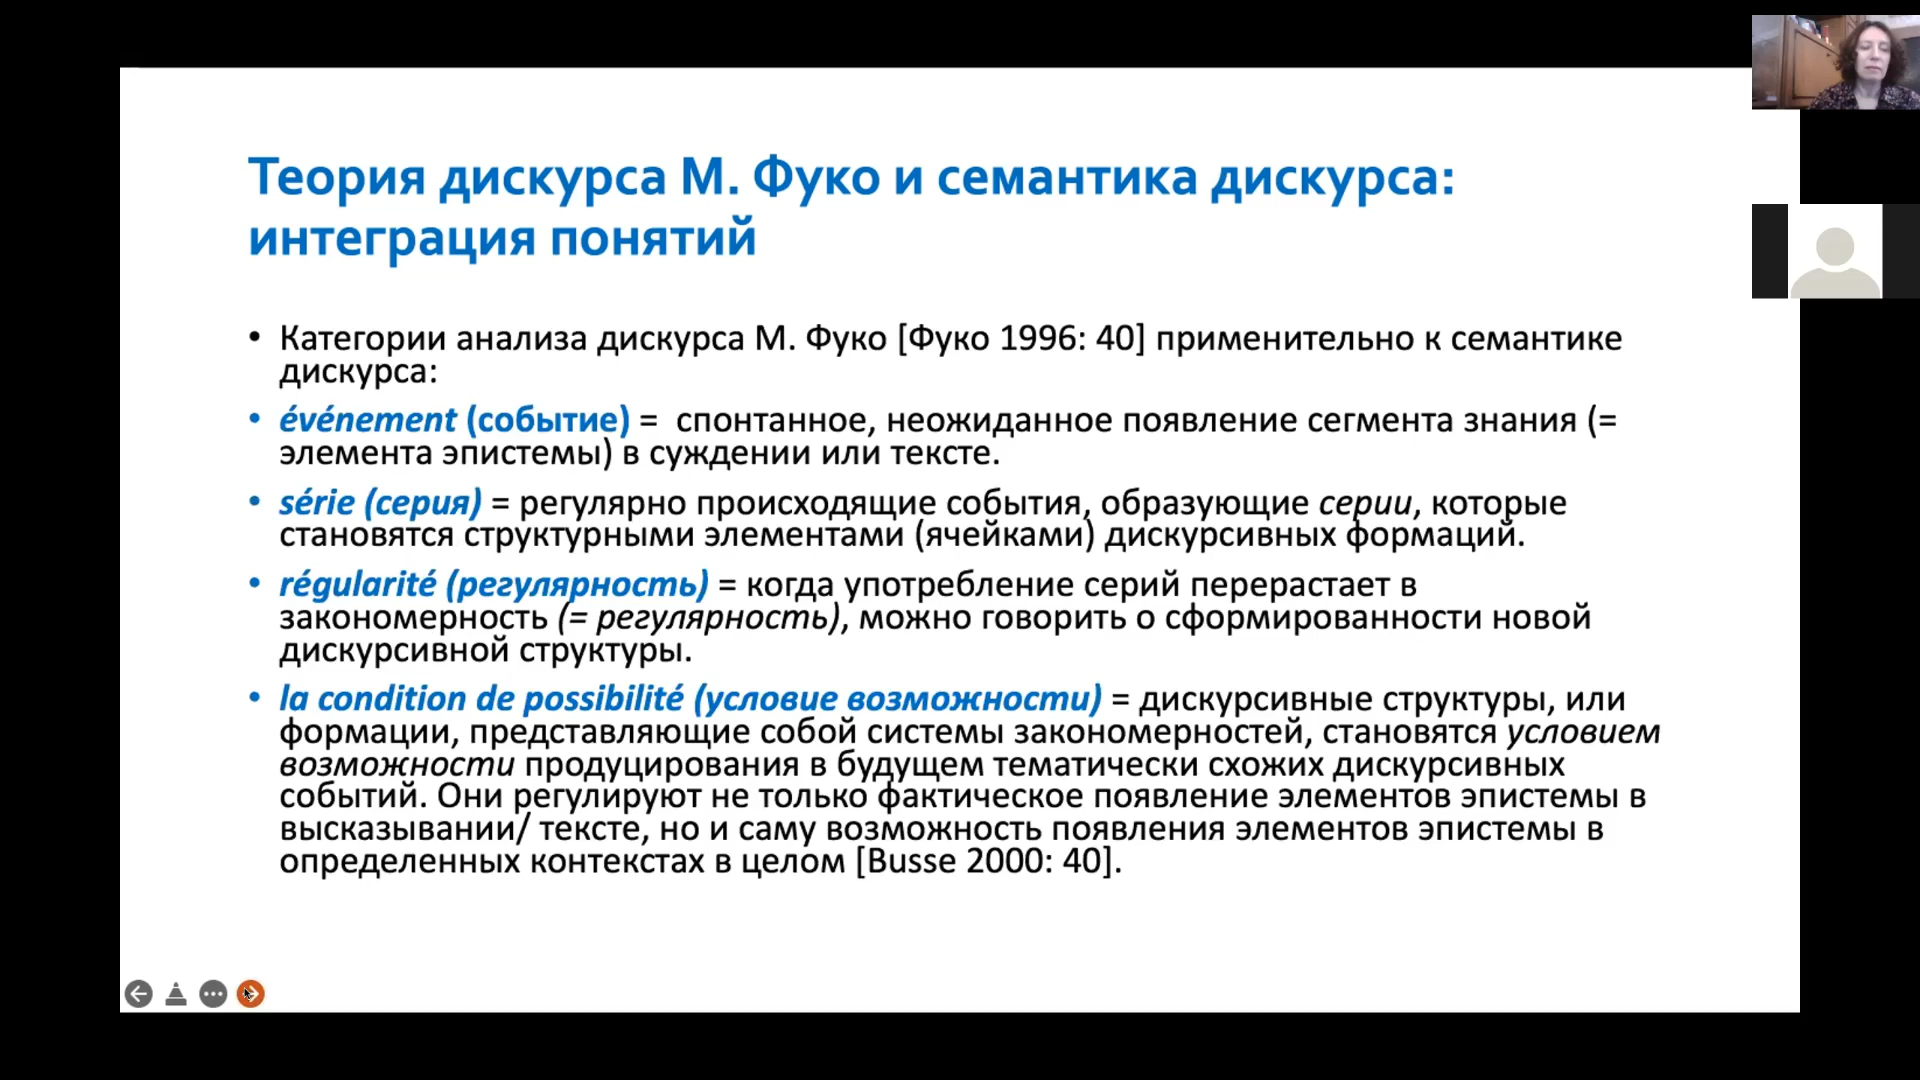 Теория дискурса М. Фуко и семантика дискурса:
интеграция понятий
• Категории анализа дискурса М. Фуко [Фуко 1996: 40] применительно к семантике
дискурса:
• événement (событие) = спонтанное, неожиданное появление сегмента знания (=
элемента эпистемы) в суждении или тексте.
• série (серия) = регулярно происходящие события, образующие серии, которые
становятся структурными элементами (ячейками) дискурсивных формаций.
• régularité (регулярность) = когда употребление серий перерастает в
закономерность (= регулярность), можно говорить о сформированности новой
дискурсивной структуры.
• la condition de possibilité (условие возможности) = дискурсивные структуры, или
формации, представляющие собой системы закономерностей, становятся условием
возможности продуцирования в будущем тематически схожих дискурсивных
событий. Они регулируют не только фактическое появление элементов эпистемы в
высказывании/ тексте, но и саму возможность появления элементов эпистемы в
определенных контекстах в целом [Busse 2000: 40].